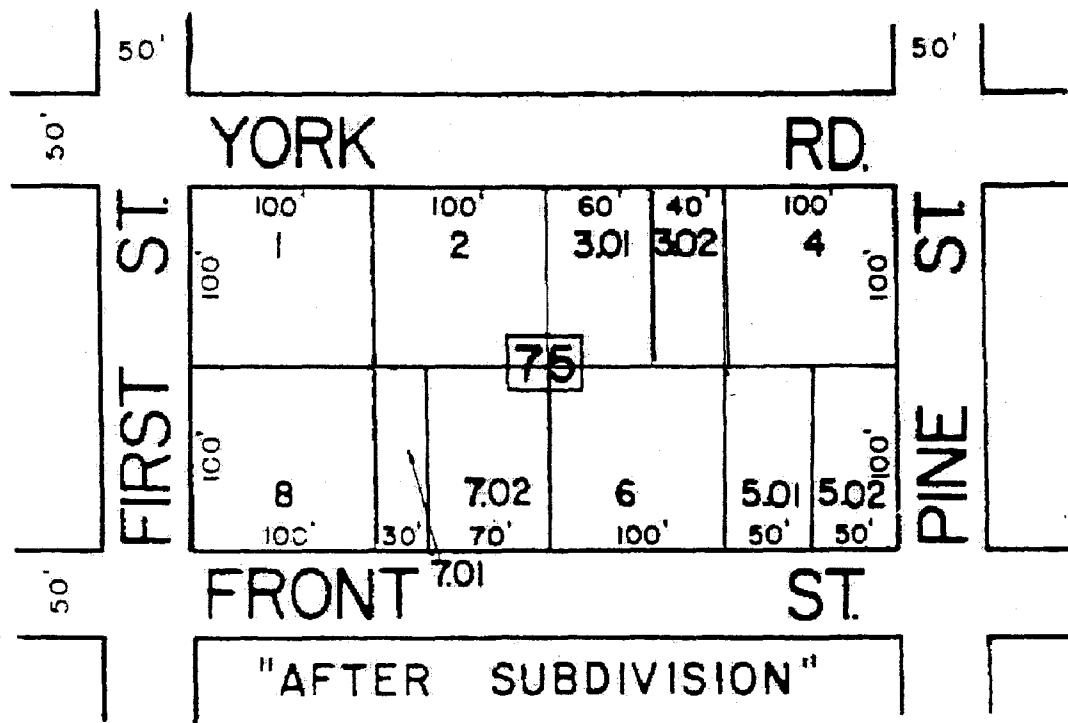 50' 50'
50'
YORK RD.
100' 100' 60' 40' 100'
1 2 3.01 3.02 4
100' 100'
FIRST ST.
PINE ST.
75
100' 100'
8 7.02 6 5.01 5.02
100' 30' 70' 100' 50' 50'
7.01
50'
FRONT ST.
"AFTER SUBDIVISION"